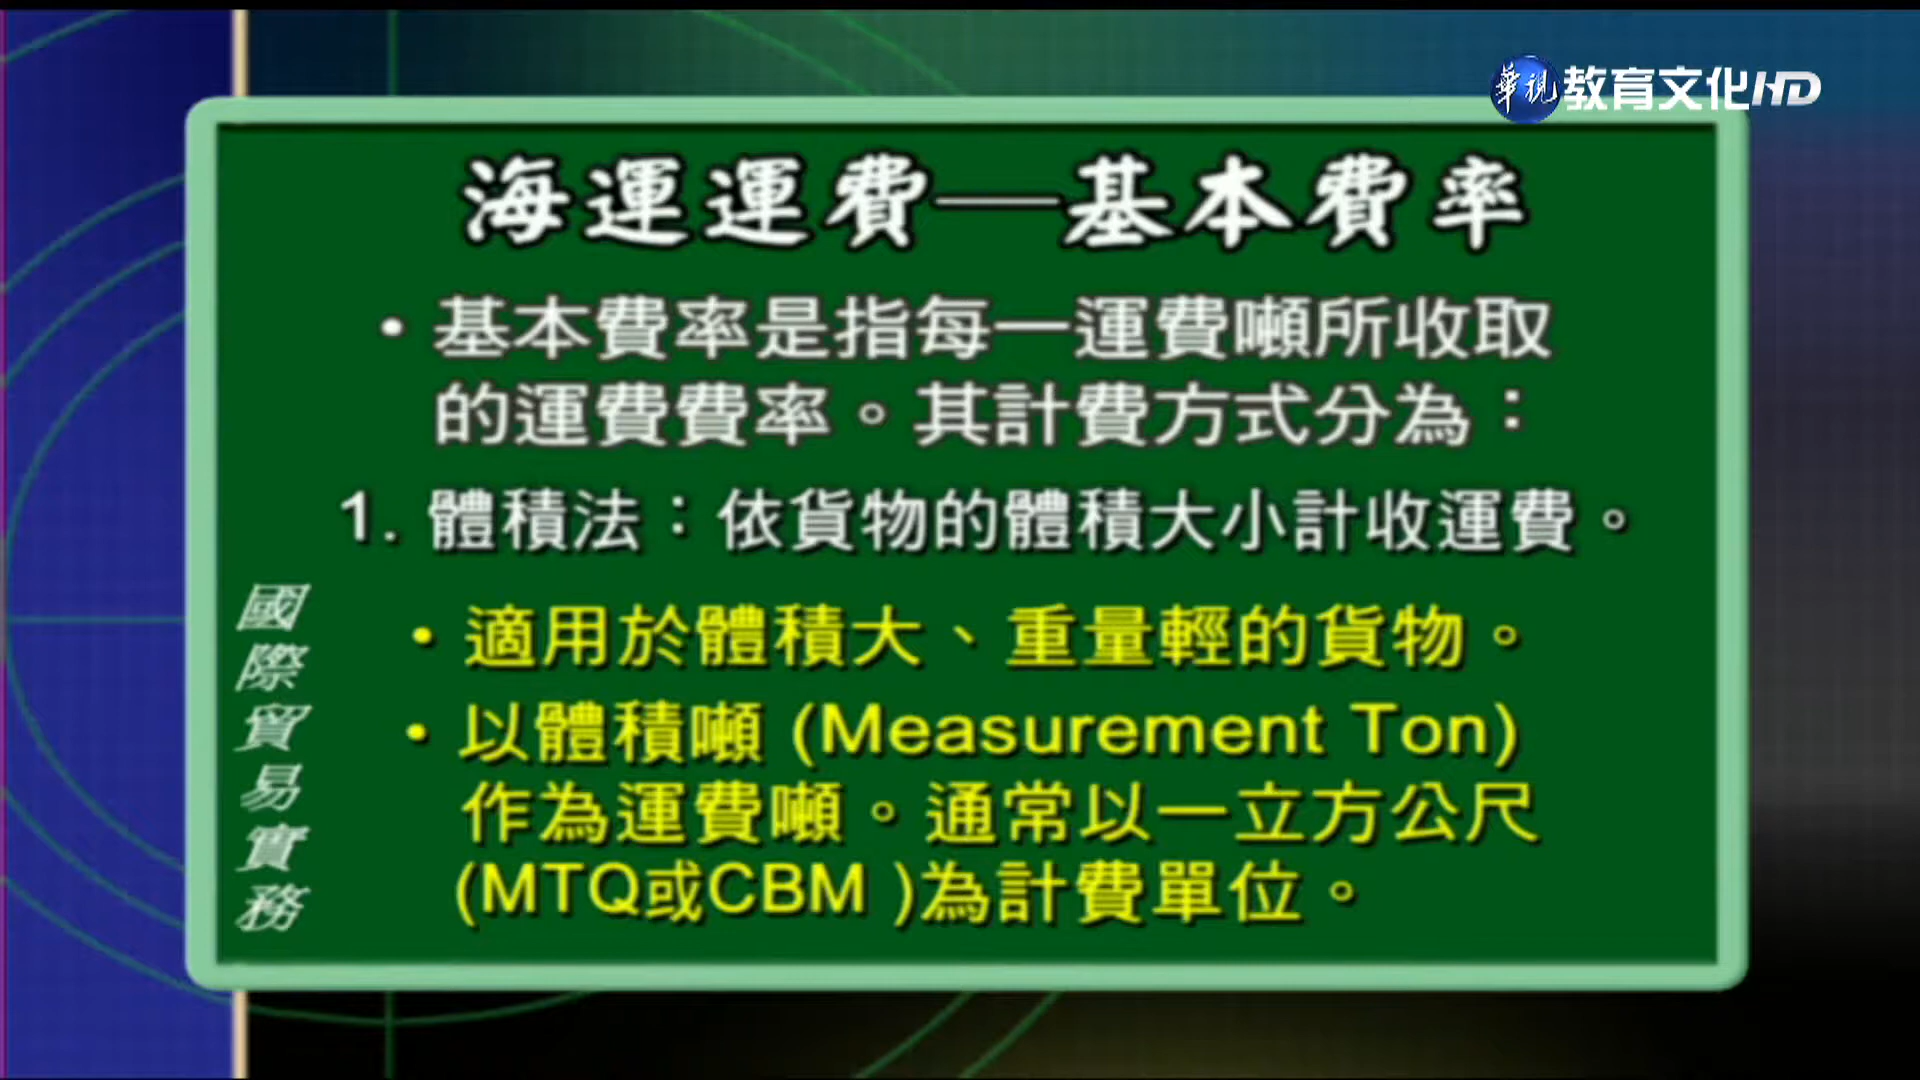 華視 教育文化HD
海運運費—基本費率
•基本費率是指每一運費噸所收取
的運費費率。其計費方式分為：
1. 體積法：依貨物的體積大小計收運費。
•適用於體積大、重量輕的貨物。
•以體積噸 (Measurement Ton)
作為運費噸。通常以一立方公尺
(MTQ或CBM )為計費單位。
國際貿易實務